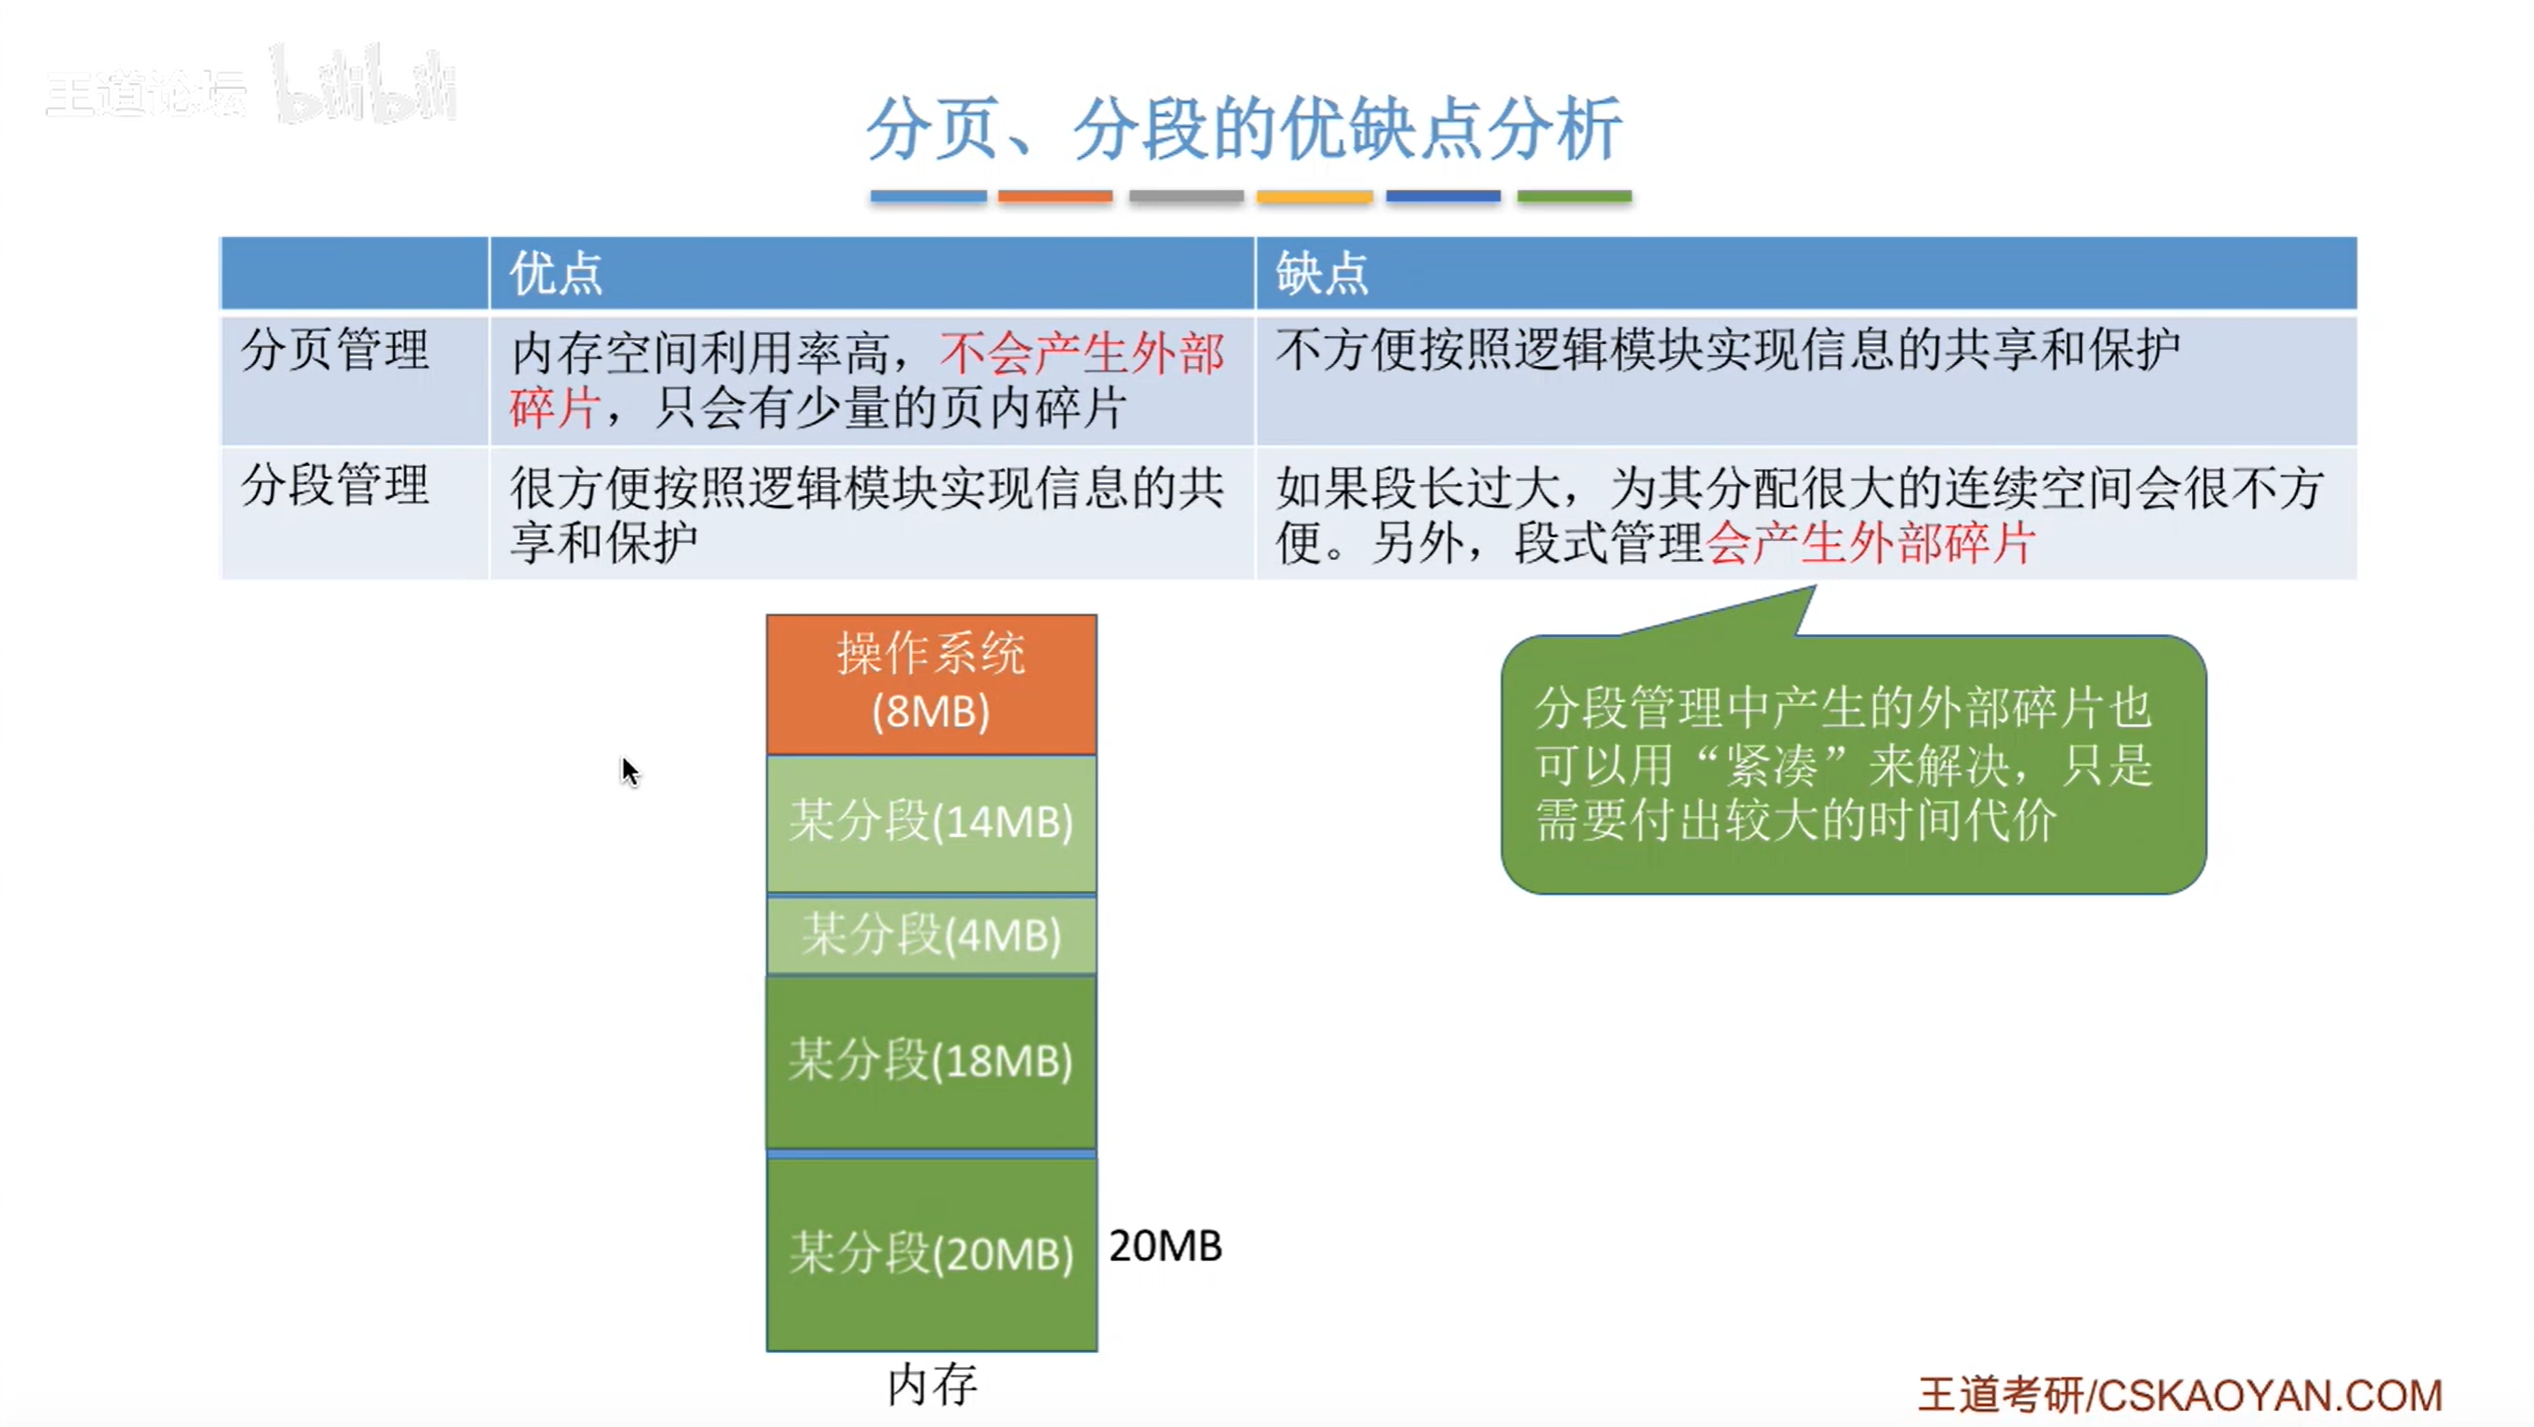 王道论坛 bilibili
分页、分段的优缺点分析
优点 缺点
分页管理 内存空间利用率高，不会产生外部 不方便按照逻辑模块实现信息的共享和保护
碎片，只会有少量的页内碎片
分段管理 很方便按照逻辑模块实现信息的共 如果段长过大，为其分配很大的连续空间会很不方
享和保护 便。另外，段式管理会产生外部碎片
操作系统
(8MB)
某分段(14MB)
某分段(4MB)
某分段(18MB)
某分段(20MB) 20MB
内存
分段管理中产生的外部碎片也
可以用“紧凑”来解决，只是
需要付出较大的时间代价
王道考研/CSKAOYAN.COM